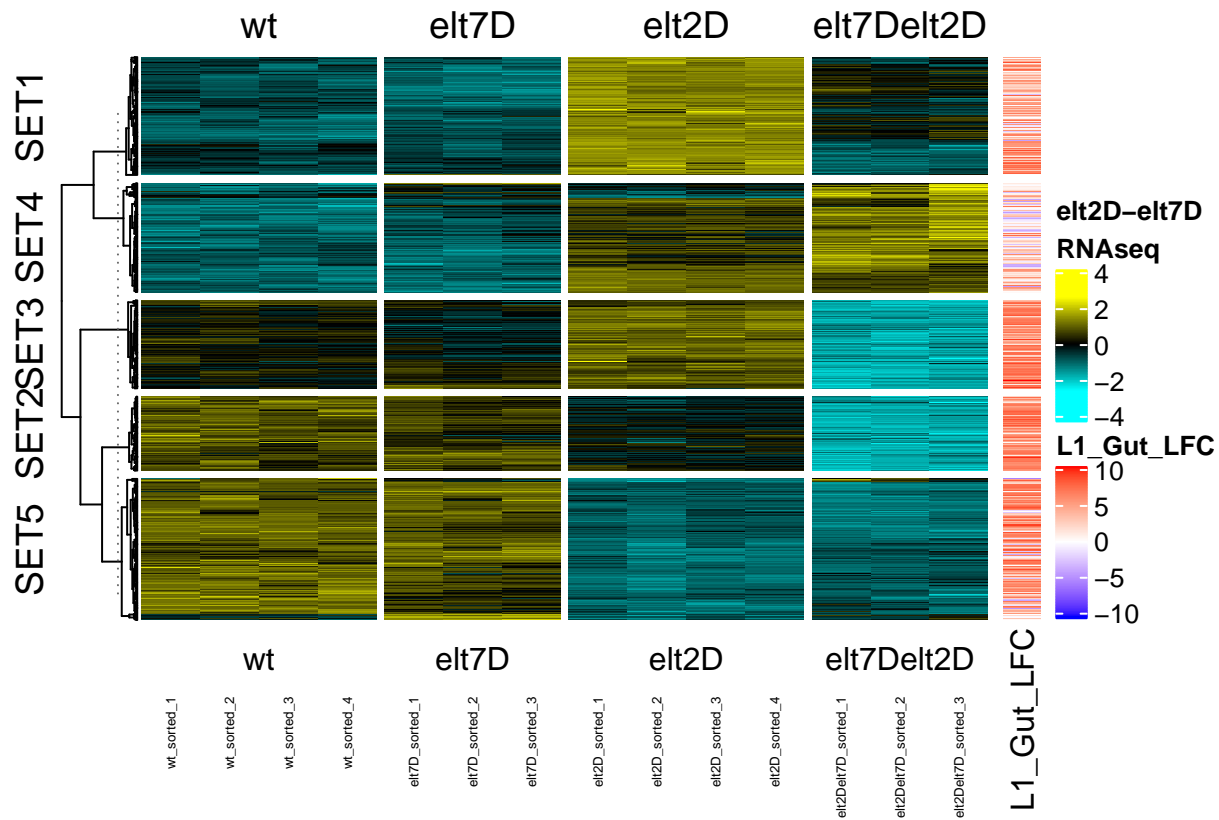 wt
elt7D
elt2D
elt7Delt2D
SET1
SET4
SET3
SET2
SET5
elt2D−elt7D
RNAseq
4
2
0
−2
−4
L1_Gut_LFC
10
5
0
−5
−10
wt
elt7D
elt2D
elt7Delt2D
wt_sorted_1
wt_sorted_2
wt_sorted_3
wt_sorted_4
elt7D_sorted_1
elt7D_sorted_2
elt7D_sorted_3
elt2D_sorted_1
elt2D_sorted_2
elt2D_sorted_3
elt2D_sorted_4
elt2Delt7D_sorted_1
elt2Delt7D_sorted_2
elt2Delt7D_sorted_3
L1_Gut_LFC